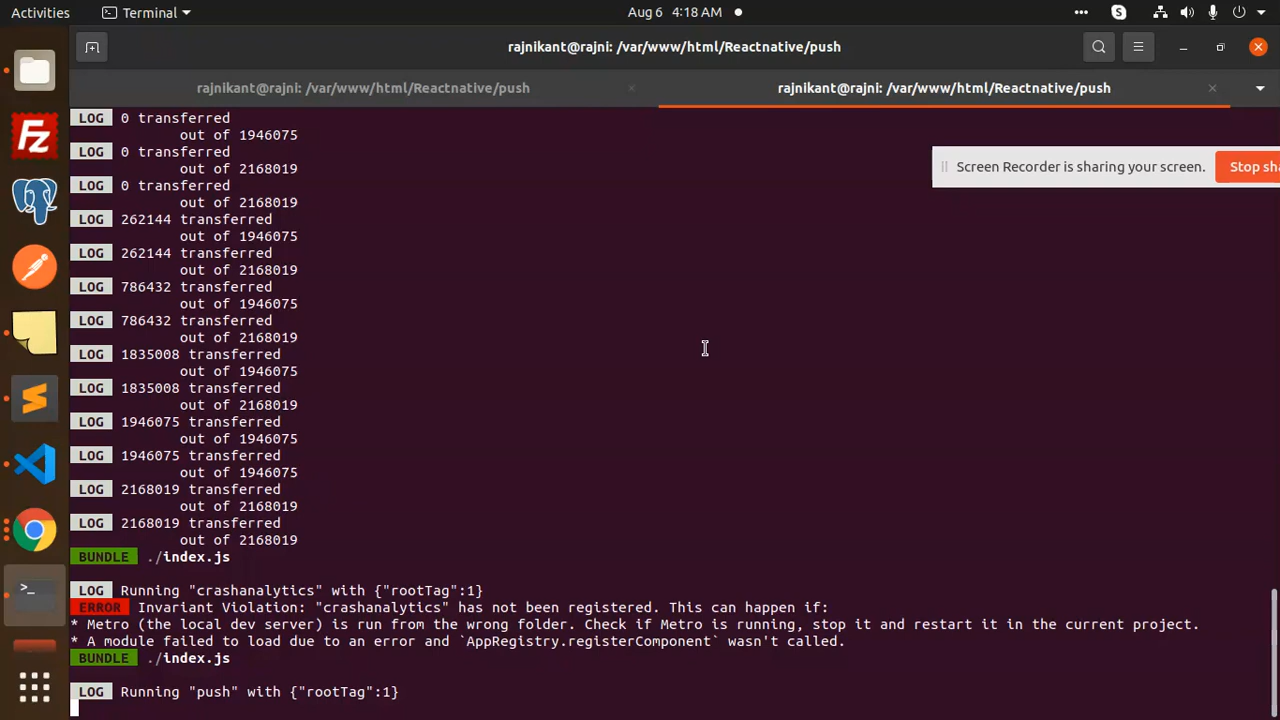 Activities
Terminal
Aug 6 4:18 AM
rajnikant@rajni: /var/www/html/Reactnative/push
rajnikant@rajni: /var/www/html/Reactnative/push
rajnikant@rajni: /var/www/html/Reactnative/push
Screen Recorder is sharing your screen.
Stop sha
LOG 0 transferred
out of 1946075
LOG 0 transferred
out of 2168019
LOG 0 transferred
out of 2168019
LOG 262144 transferred
out of 1946075
LOG 262144 transferred
out of 2168019
LOG 786432 transferred
out of 1946075
LOG 786432 transferred
out of 2168019
LOG 1835008 transferred
out of 1946075
LOG 1835008 transferred
out of 2168019
LOG 1946075 transferred
out of 1946075
LOG 1946075 transferred
out of 1946075
LOG 2168019 transferred
out of 2168019
LOG 2168019 transferred
out of 2168019
BUNDLE ./index.js
LOG Running "crashanalytics" with {"rootTag":1}
ERROR Invariant Violation: "crashanalytics" has not been registered. This can happen if:
* Metro (the local dev server) is run from the wrong folder. Check if Metro is running, stop it and restart it in the current project.
* A module failed to load due to an error and `AppRegistry.registerComponent` wasn't called.
BUNDLE ./index.js
LOG Running "push" with {"rootTag":1}